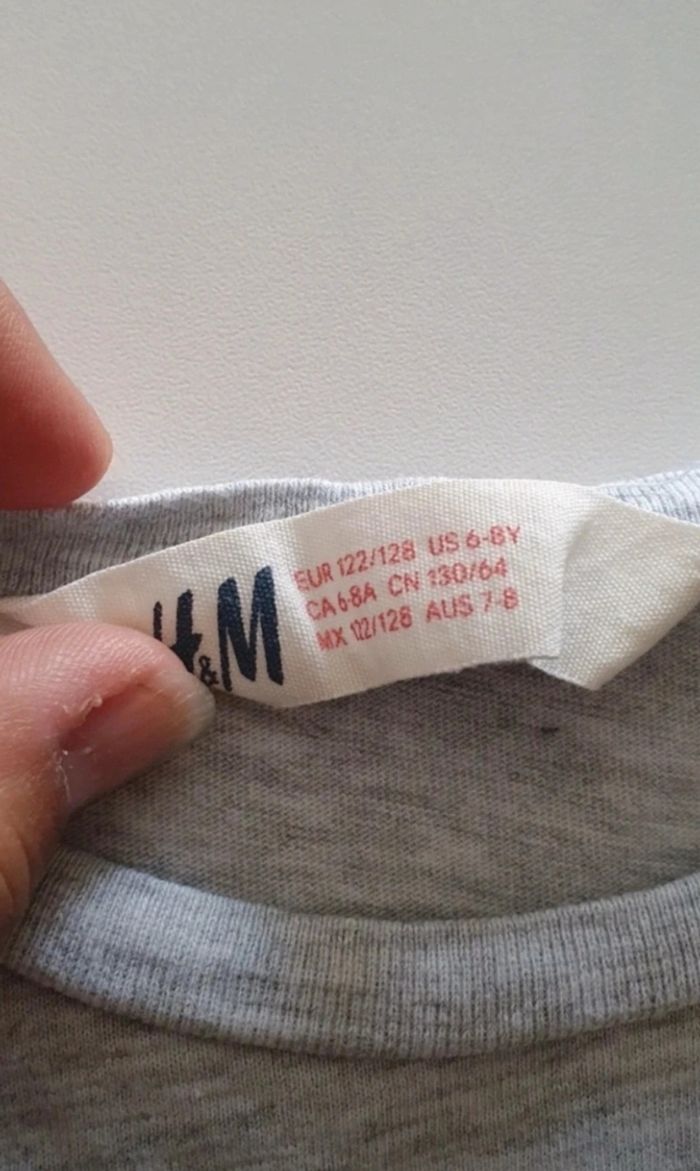 H&M
EUR 122/128 US 6-8Y
CA 6-8A CN 130/64
MX 122/128 AUS 7-8